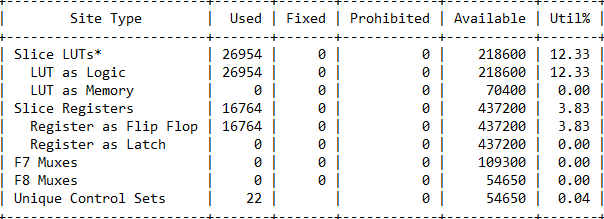 +----------------------+-------+-------+------------+-----------+-------+
|       Site Type      |  Used | Fixed | Prohibited | Available | Util% |
+----------------------+-------+-------+------------+-----------+-------+
| Slice LUTs*          | 26954 |     0 |          0 |    218600 | 12.33 |
|   LUT as Logic       | 26954 |     0 |          0 |    218600 | 12.33 |
|   LUT as Memory      |     0 |     0 |          0 |     70400 |  0.00 |
| Slice Registers      | 16764 |     0 |          0 |    437200 |  3.83 |
|   Register as Flip Flop | 16764 |     0 |          0 |    437200 |  3.83 |
|   Register as Latch  |     0 |     0 |          0 |    437200 |  0.00 |
| F7 Muxes             |     0 |     0 |          0 |    109300 |  0.00 |
| F8 Muxes             |     0 |     0 |          0 |     54650 |  0.00 |
| Unique Control Sets  |    22 |       |          0 |     54650 |  0.04 |
+----------------------+-------+-------+------------+-----------+-------+